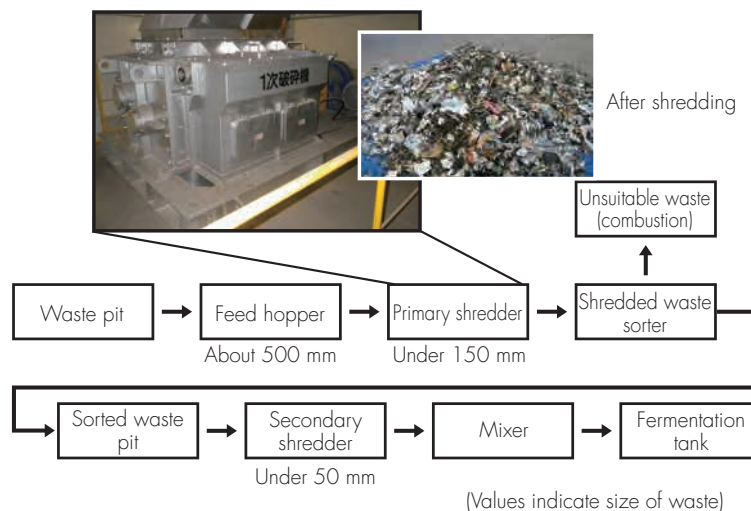 1次破砕機
After shredding
Unsuitable waste
(combustion)
Waste pit
Feed hopper
Primary shredder
Shredded waste
sorter
About 500 mm
Under 150 mm
Sorted waste
pit
Secondary
shredder
Mixer
Fermentation
tank
Under 50 mm
(Values indicate size of waste)